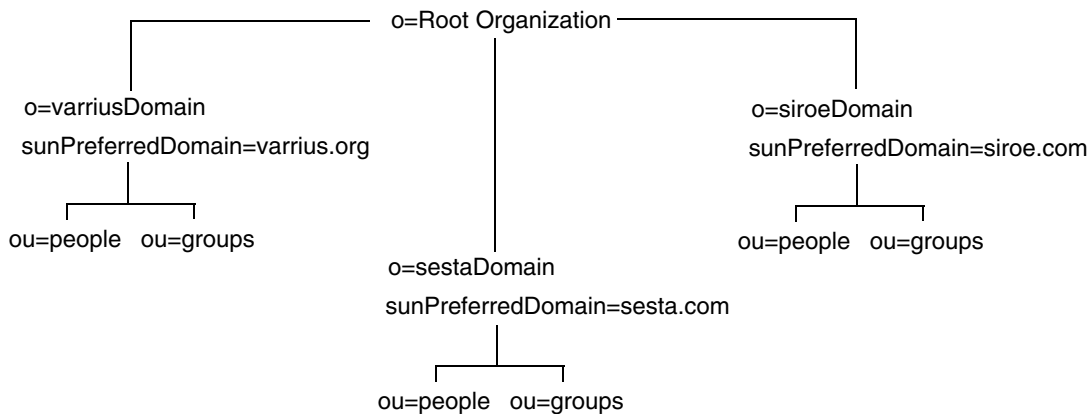 o=Root Organization
o=varriusDomain
sunPreferredDomain=varrius.org
ou=people ou=groups
o=sestaDomain
sunPreferredDomain=sesta.com
ou=people ou=groups
o=siroeDomain
sunPreferredDomain=siroe.com
ou=people ou=groups